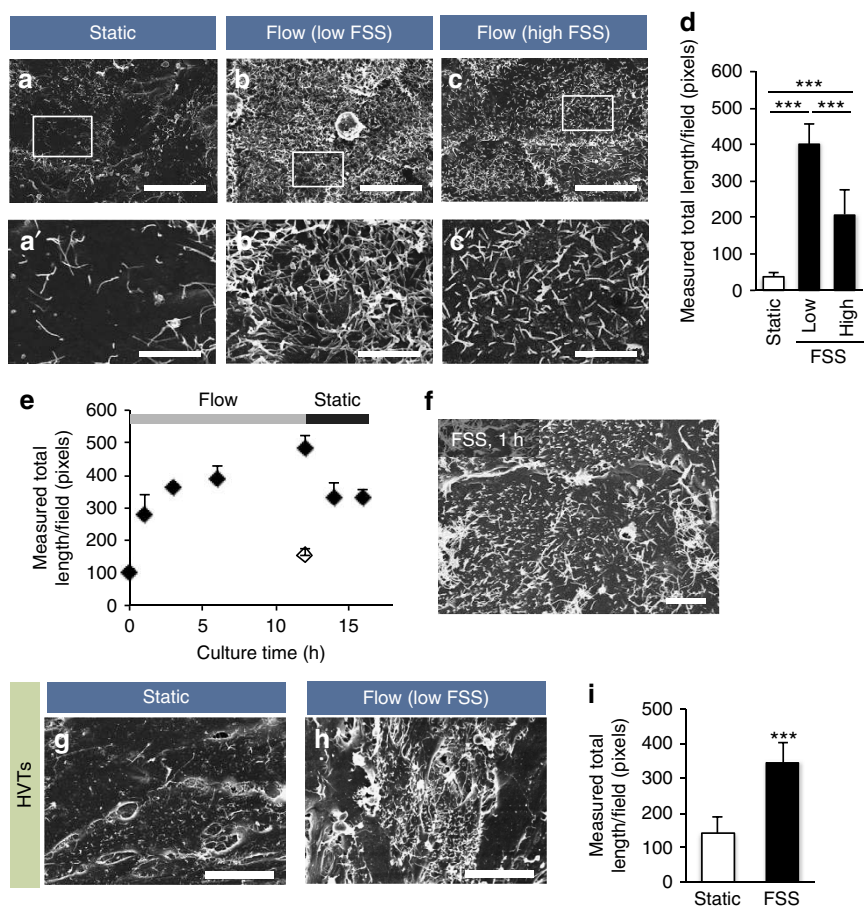 Static
Flow (low FSS)
Flow (high FSS)
a
b
c
a′
b′
c′
d
Measured total length/field (pixels)
600
500
400
300
200
100
0
***
***
***
Static
Low
High
FSS
e
Flow
Static
Measured total
length/field (pixels)
600
500
400
300
200
100
0
0
5
10
15
Culture time (h)
f
FSS, 1 h
HVTs
Static
Flow (low FSS)
g
h
i
Measured total
length/field (pixels)
500
400
300
200
100
0
***
Static
FSS